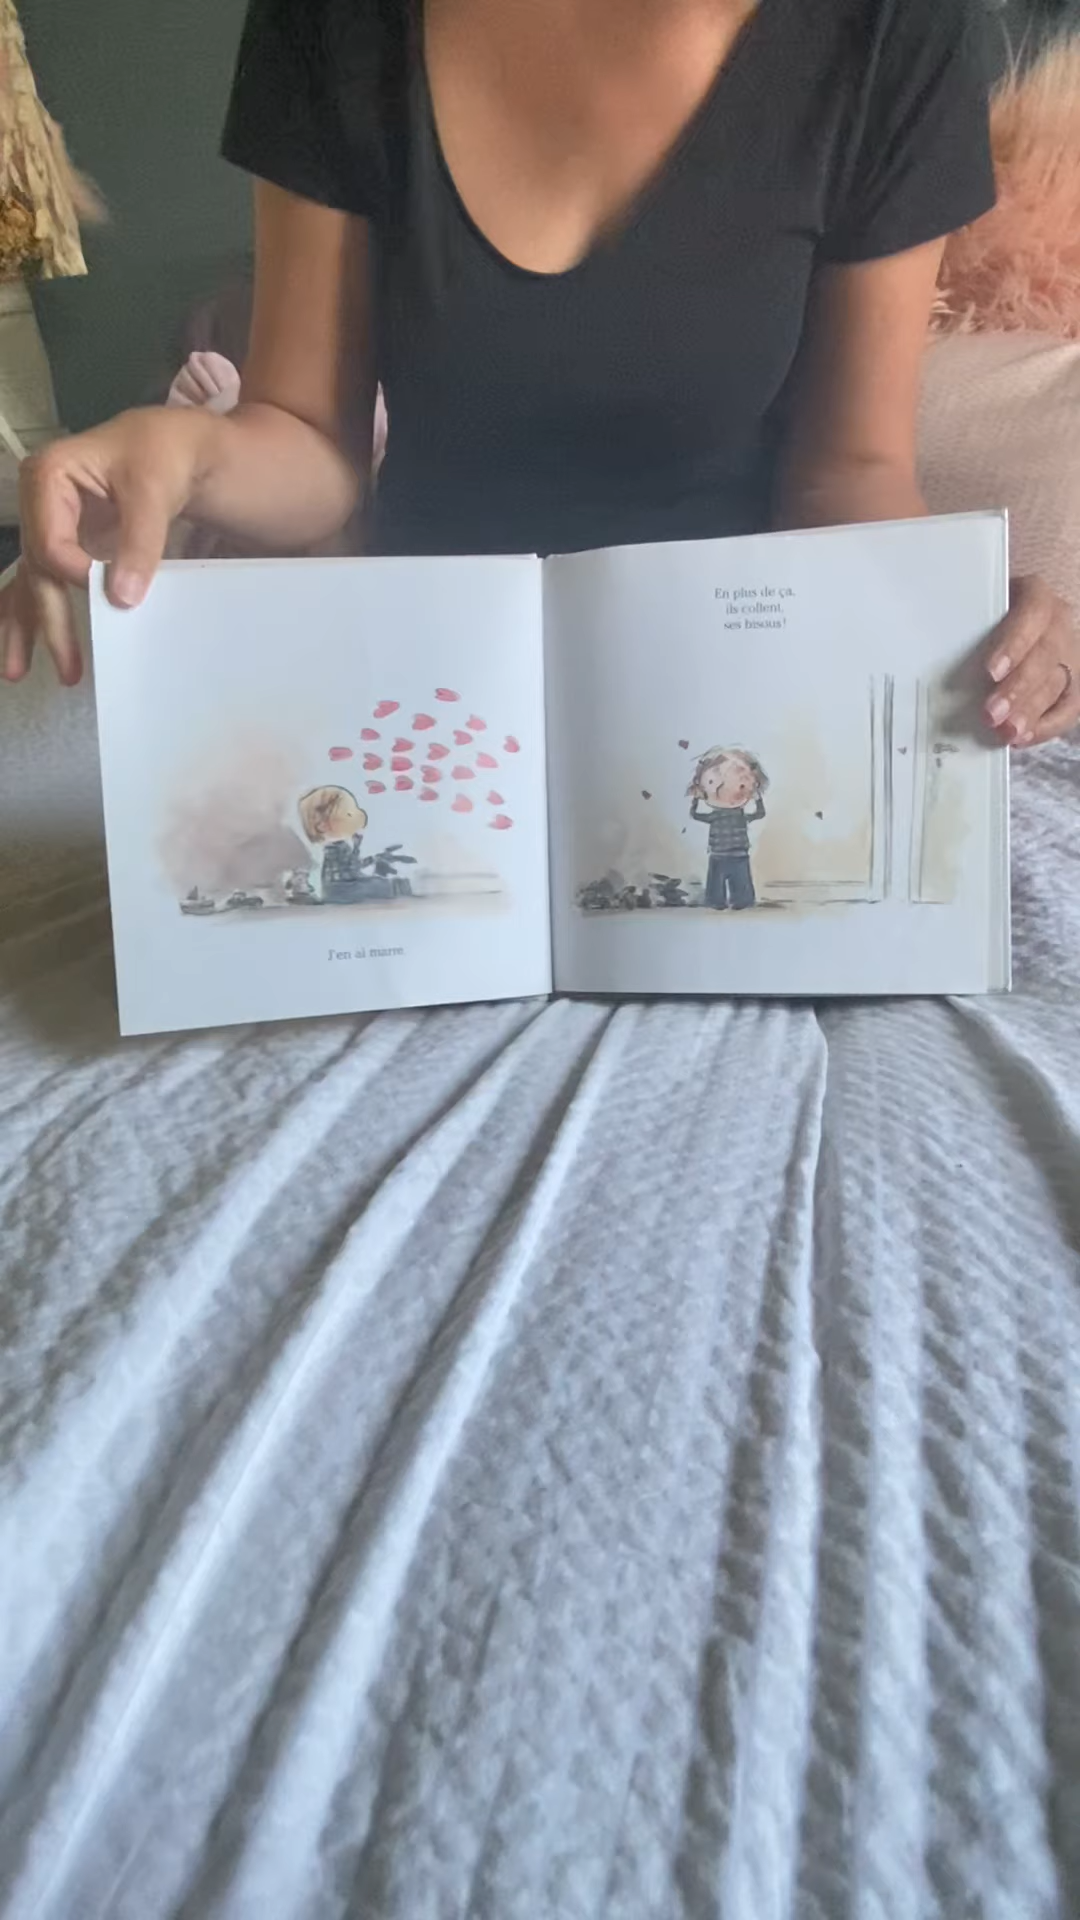 J'en ai marre.
En plus de ça,
ils collent,
ses bisous!